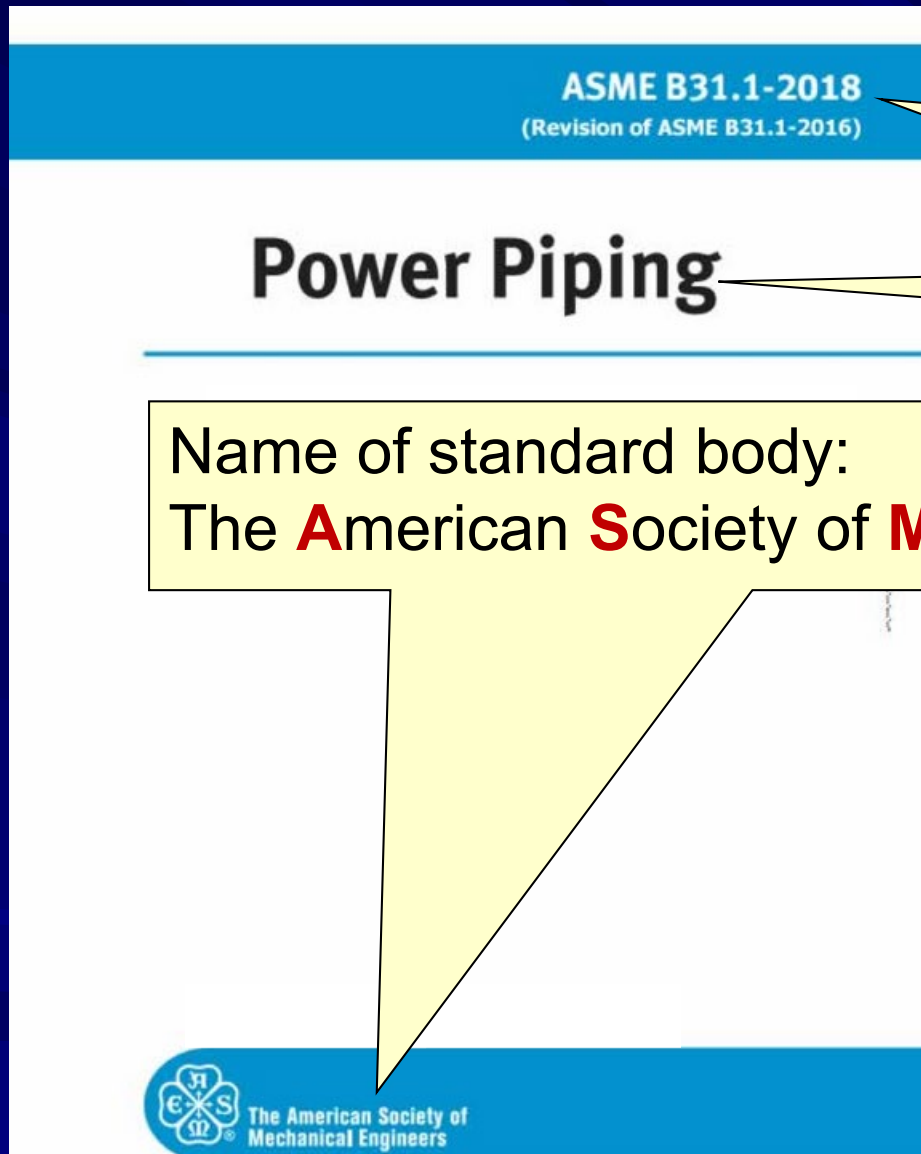 ASME B31.1-2018
(Revision of ASME B31.1-2016)
Power Piping
Name of standard body:
The American Society of M
The American Society of
Mechanical Engineers